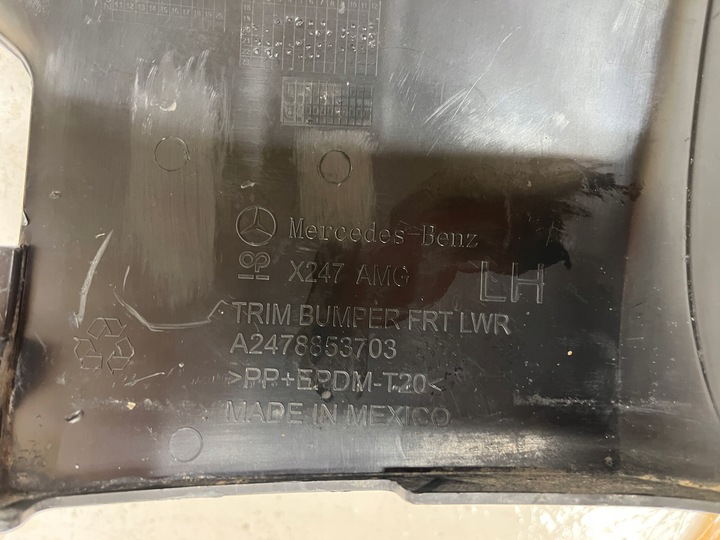 Mercedes-Benz
X247 AMG
LH
TRIM BUMPER FRT LWR
A2478853703
>PP+EPDM-T20<
MADE IN MEXICO